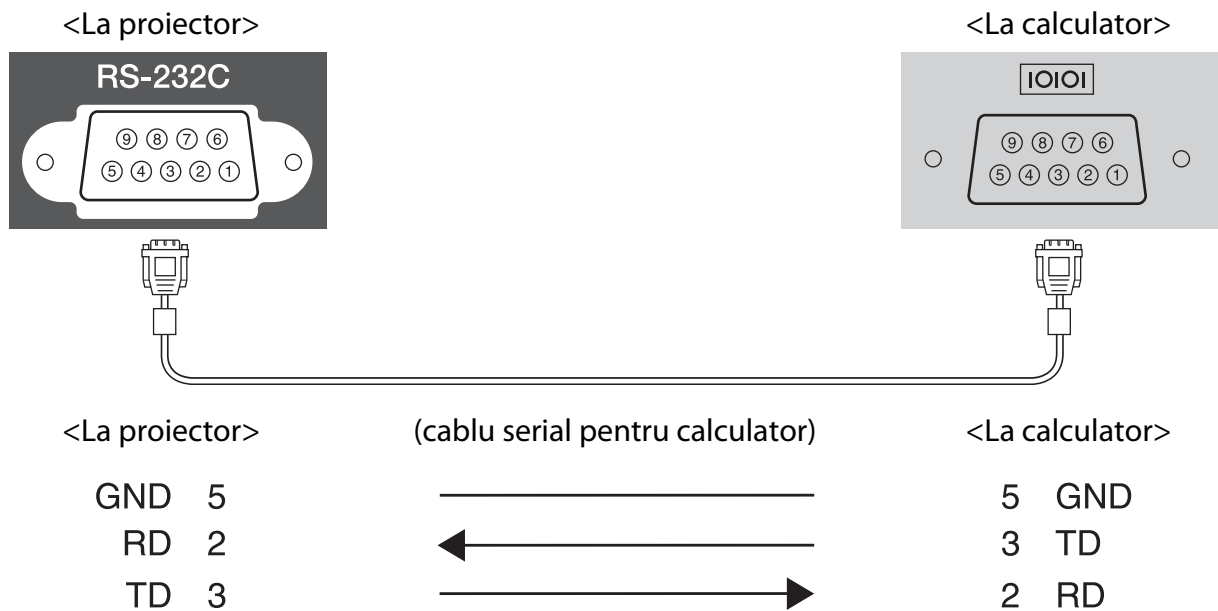 <La proiector> <La calculator>
RS-232C IOIOI
⑨ ⑧ ⑦ ⑥ ⑨ ⑧ ⑦ ⑥
⑤ ④ ③ ② ① ⑤ ④ ③ ② ①
<La proiector> (cablu serial pentru calculator) <La calculator>
GND 5 5 GND
RD 2 3 TD
TD 3 2 RD